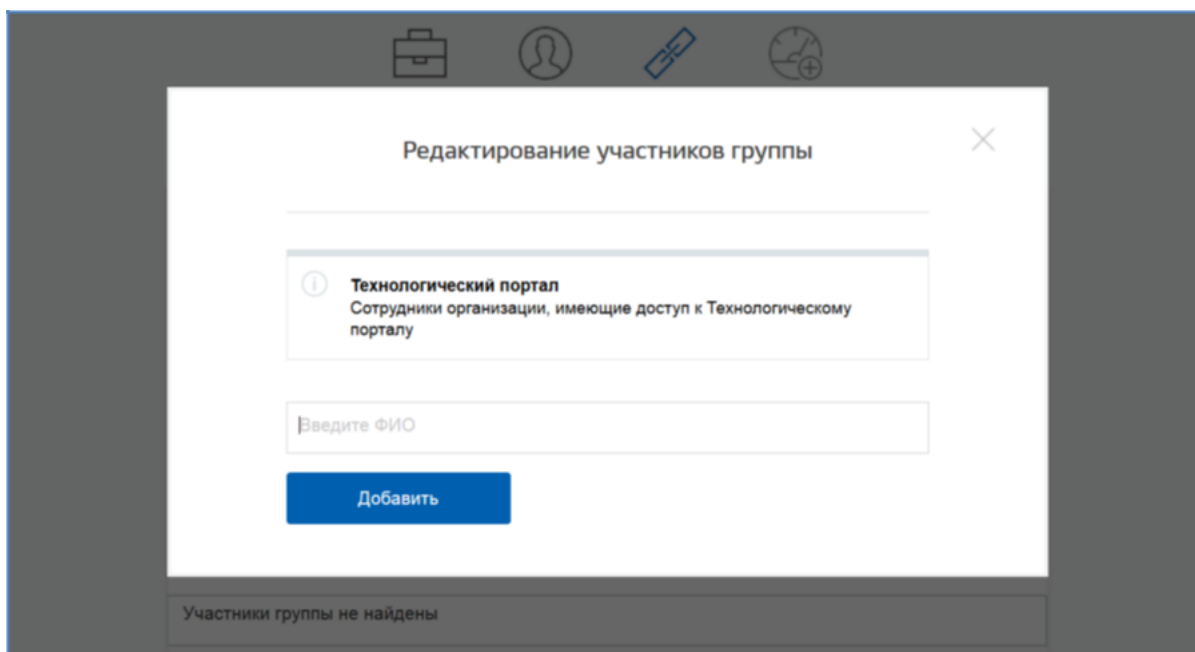 Редактирование участников группы
Технологический портал
Сотрудники организации, имеющие доступ к Технологическому
порталу
Введите ФИО
Добавить
Участники группы не найдены